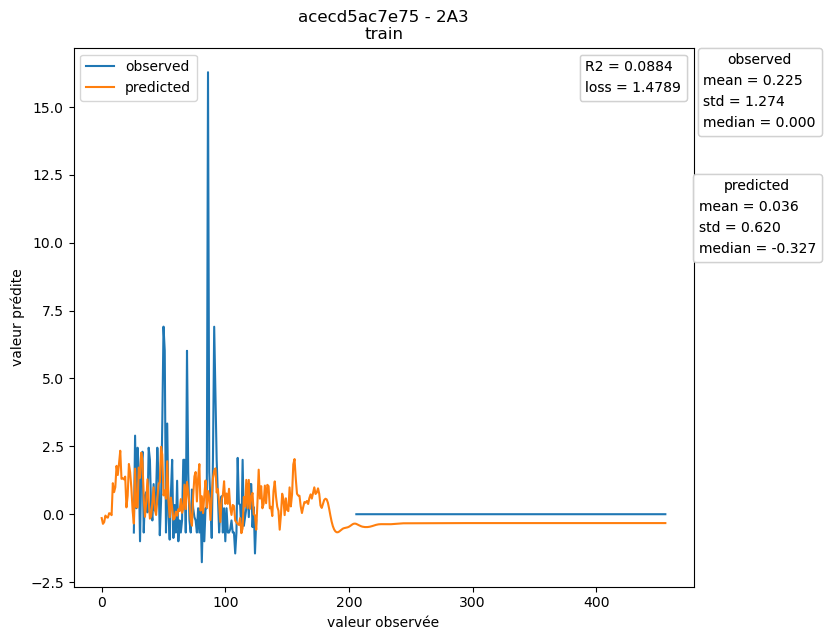 acecd5ac7e75 - 2A3
train
observed
predicted
R2 = 0.0884
loss = 1.4789
observed
mean = 0.225
std = 1.274
median = 0.000
predicted
mean = 0.036
std = 0.620
median = -0.327
valeur prédite
15.0
12.5
10.0
7.5
5.0
2.5
0.0
−2.5
0
100
200
300
400
valeur observée